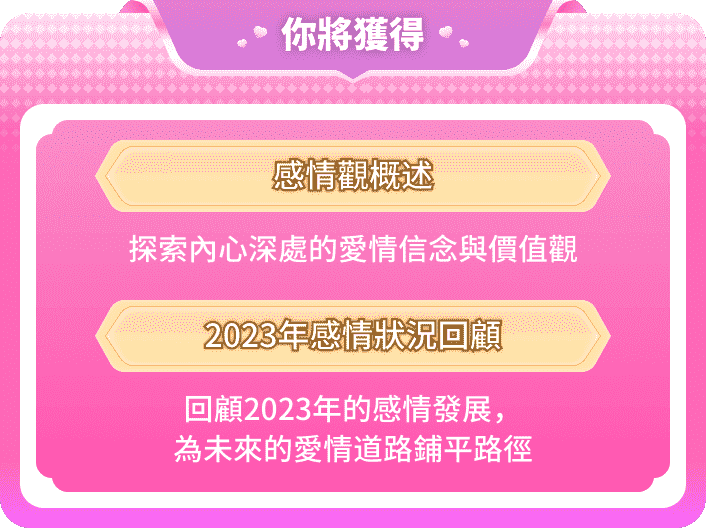 你將獲得
感情觀概述
探索內心深處的愛情信念與價值觀
2023年感情狀況回顧
回顧2023年的感情發展，
為未來的愛情道路鋪平路徑